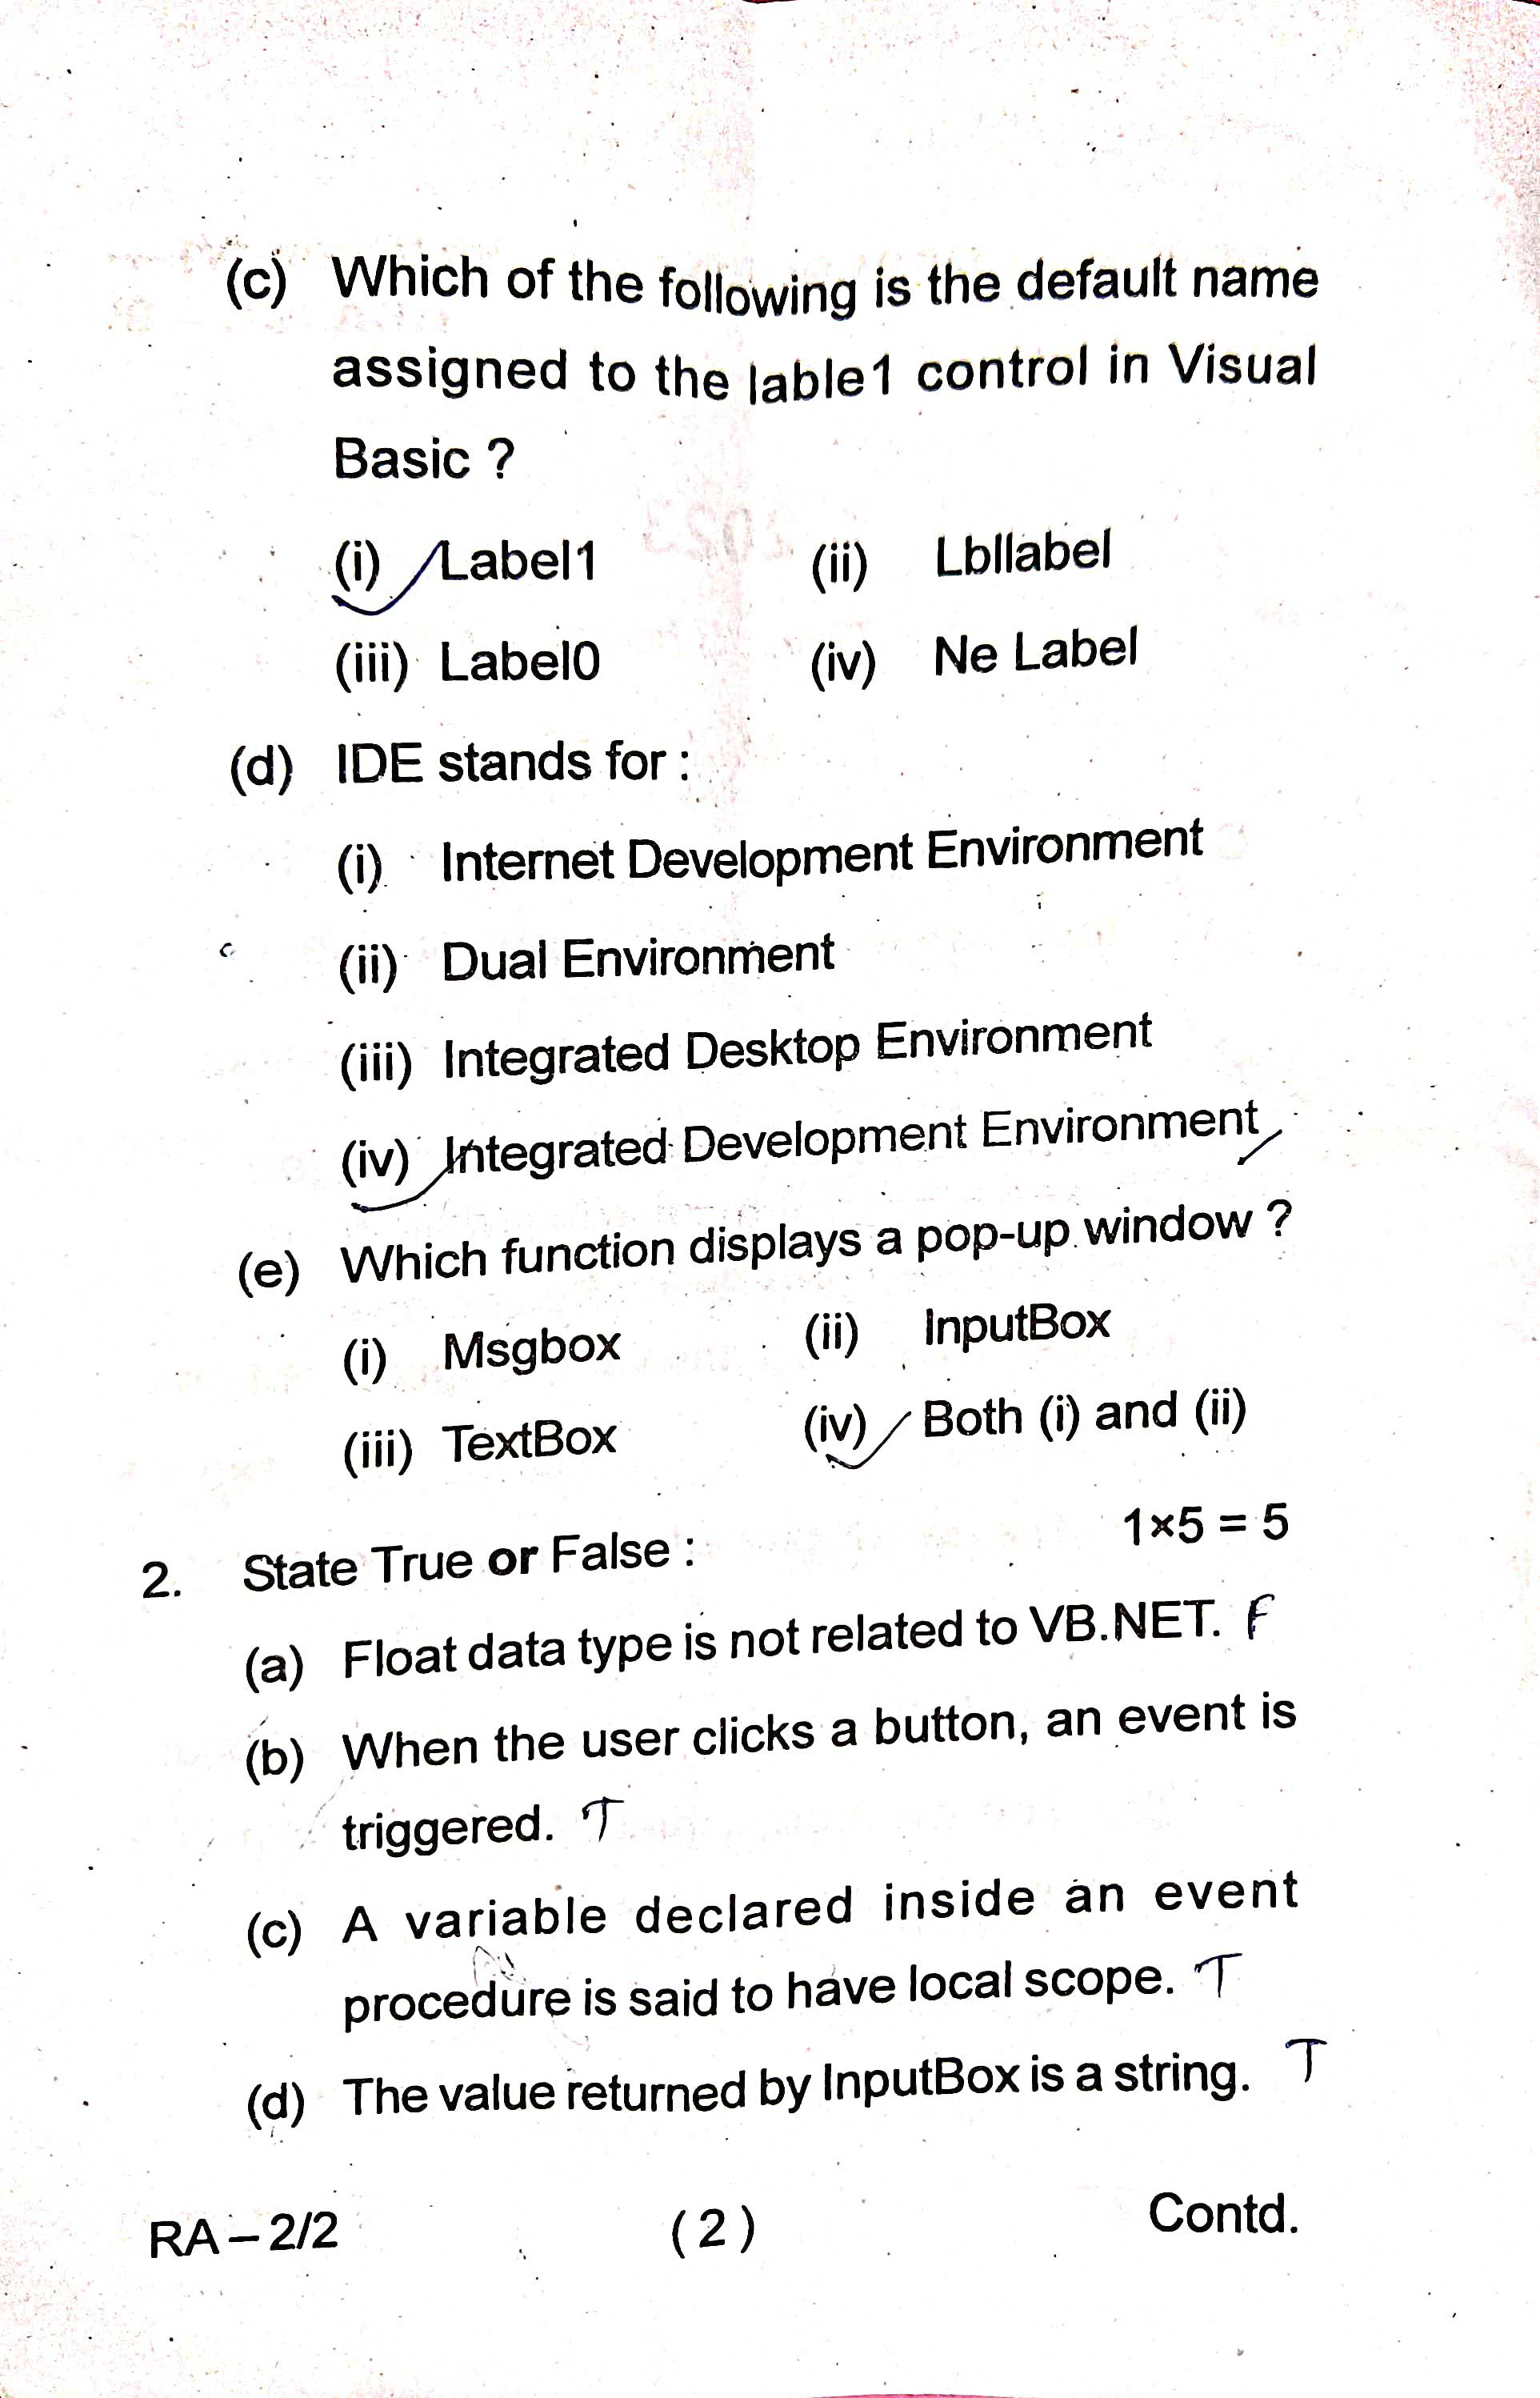 (c) Which of the following is the default name
assigned to the lable1 control in Visual
Basic ?
(i) Label1 (ii) Lbllabel
(iii) Label0 (iv) Ne Label
(d) IDE stands for :
(i) Internet Development Environment
(ii) Dual Environment
(iii) Integrated Desktop Environment
(iv) Integrated Development Environment
(e) Which function displays a pop-up window ?
(i) Msgbox (ii) InputBox
(iii) TextBox (iv) Both (i) and (ii)
2. State True or False : 1×5 = 5
(a) Float data type is not related to VB.NET. F
(b) When the user clicks a button, an event is
triggered. T
(c) A variable declared inside an event
procedure is said to have local scope. T
(d) The value returned by InputBox is a string. T
RA – 2/2 ( 2 ) Contd.